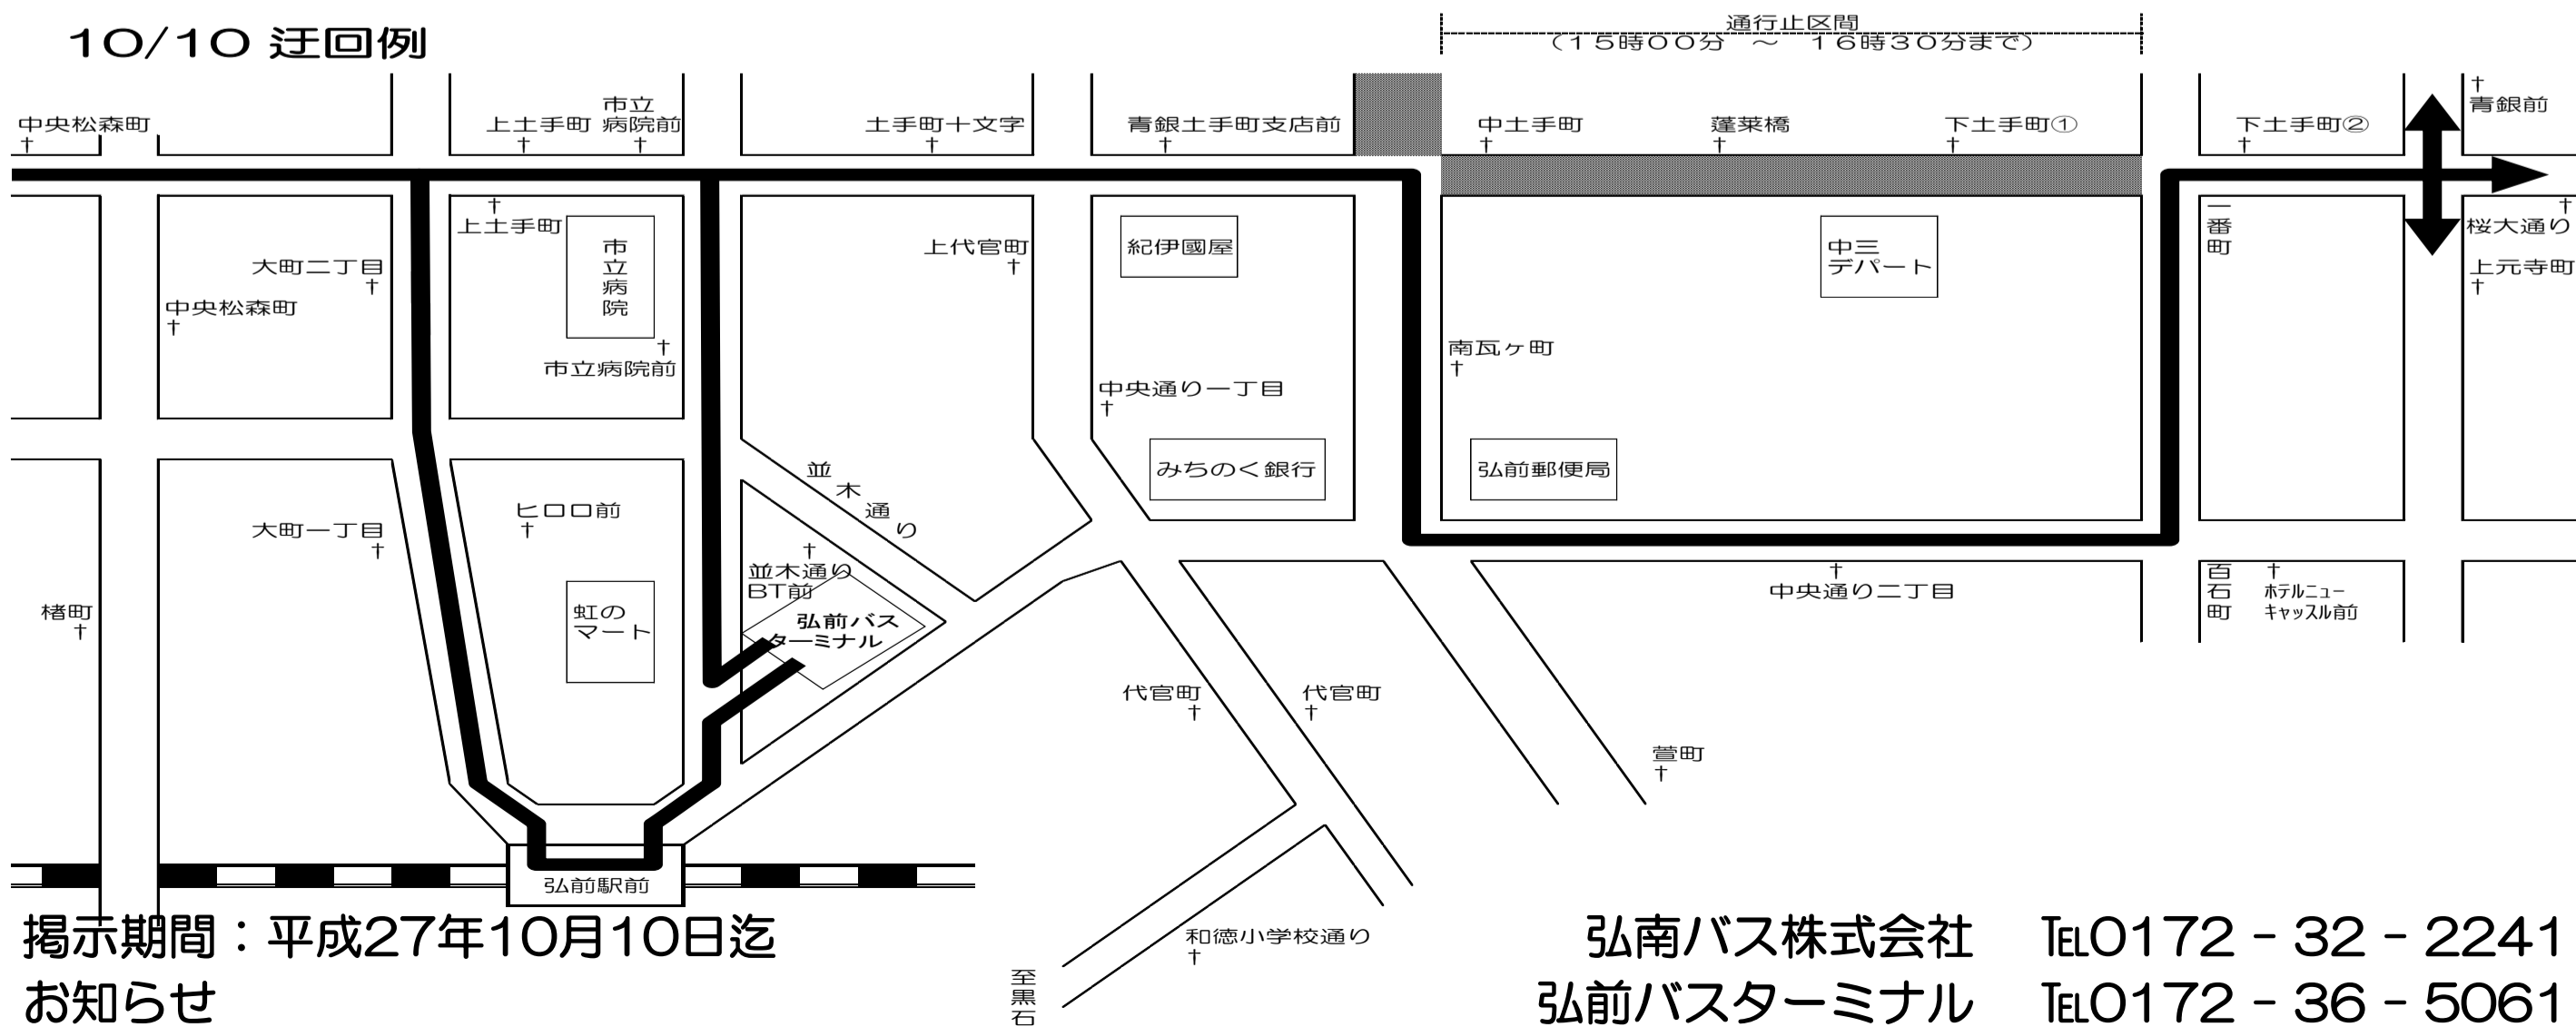 10/10 迂回例
通行止区間
（１５時００分　～　１６時３０分まで）
中央松森町
上土手町
市立
病院前
土手町十文字
青銀土手町支店前
中土手町
蓬莱橋
下土手町①
下土手町②
青銀前
上土手町
市立病院
大町二丁目
中央松森町
市立病院前
上代官町
紀伊國屋
中三
デパート
一番町
桜大通り
上元寺町
南瓦ヶ町
中央通り一丁目
みちのく銀行
弘前郵便局
並木通り
大町一丁目
ヒロロ前
並木通り
BT前
弘前バス
ターミナル
虹の
マート
楮町
中央通り二丁目
百石町
ホテルニュー
キャッスル前
代官町
代官町
萱町
弘前駅前
和徳小学校通り
至黒石
掲示期間：平成27年10月10日迄
お知らせ
弘南バス株式会社　℡0172 - 32 - 2241
弘前バスターミナル　℡0172 - 36 - 5061